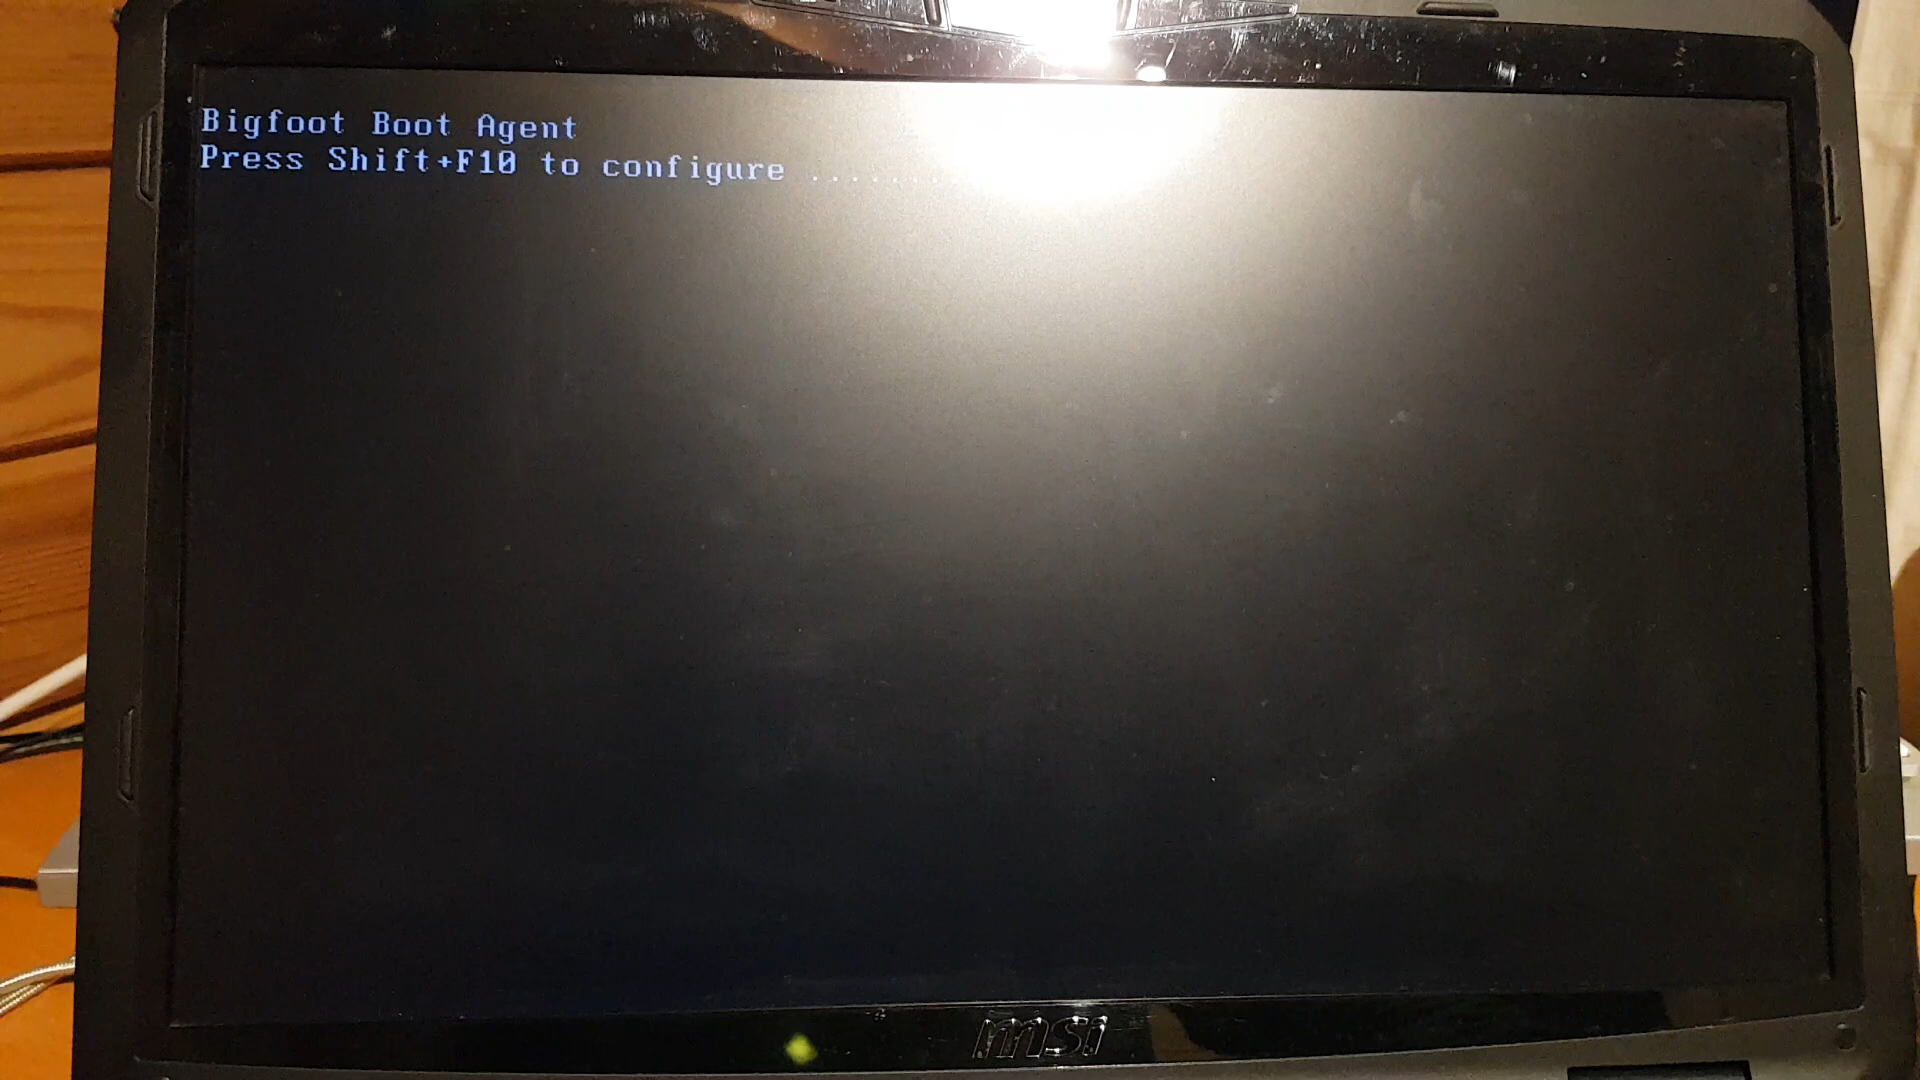 Bigfoot Boot Agent
Press Shift+F10 to configure .......
msi